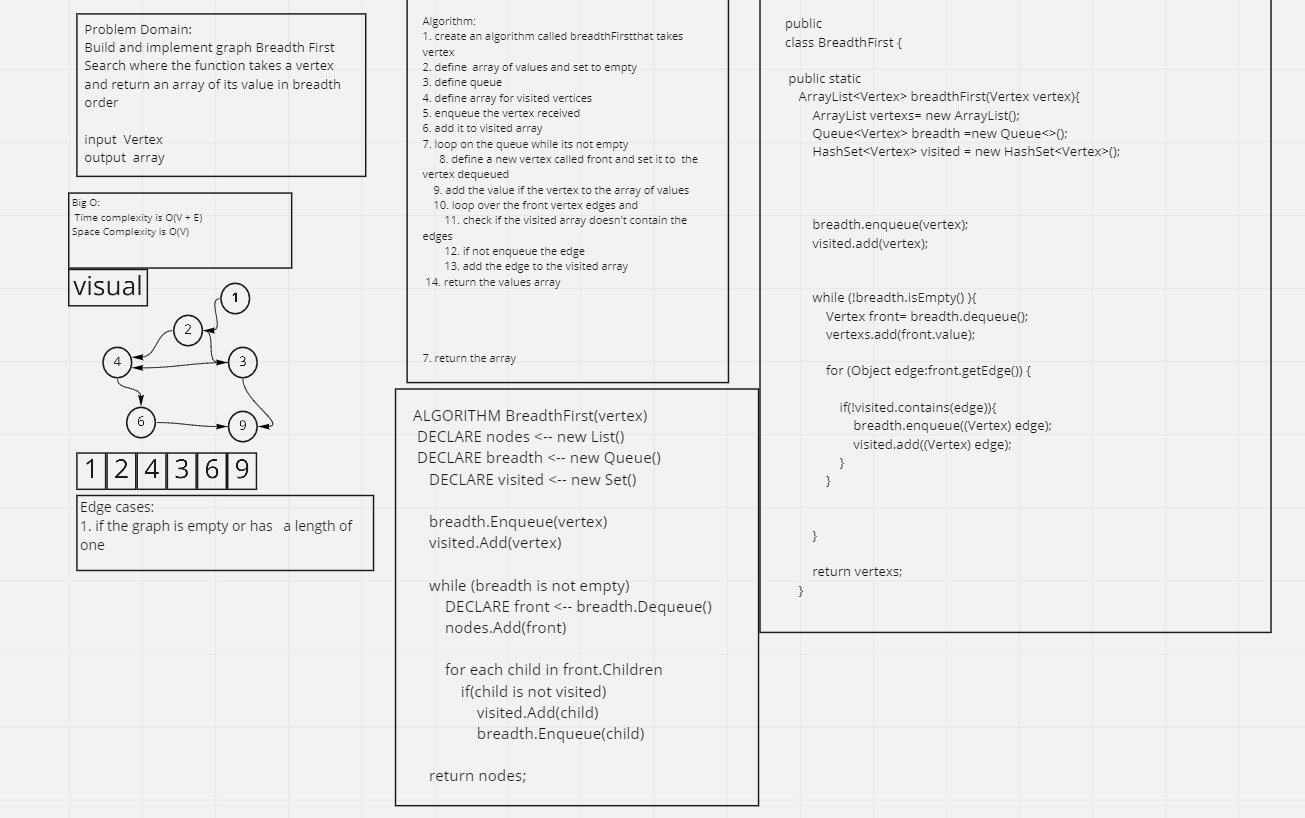 Problem Domain:
Build and implement graph Breadth First
Search where the function takes a vertex
and return an array of its value in breadth
order
input Vertex
output array
Big O:
Time complexity is O(V + E)
Space Complexity is O(V)
visual
1
2
4
3
6
9
1 2 4 3 6 9
Edge cases:
1. if the graph is empty or has a length of
one
Algorithm:
1. create an algorithm called breadthFirstthat takes
vertex
2. define array of values and set to empty
3. define queue
4. define array for visited vertices
5. enqueue the vertex received
6. add it to visited array
7. loop on the queue while its not empty
8. define a new vertex called front and set it to the
vertex dequeued
9. add the value if the vertex to the array of values
10. loop over the front vertex edges and
11. check if the visited array doesn't contain the
edges
12. if not enqueue the edge
13. add the edge to the visited array
14. return the values array
7. return the array
ALGORITHM BreadthFirst(vertex)
DECLARE nodes <-- new List()
DECLARE breadth <-- new Queue()
DECLARE visited <-- new Set()
breadth.Enqueue(vertex)
visited.Add(vertex)
while (breadth is not empty)
DECLARE front <-- breadth.Dequeue()
nodes.Add(front)
for each child in front.Children
if(child is not visited)
visited.Add(child)
breadth.Enqueue(child)
return nodes;
public
class BreadthFirst {
public static
ArrayList<Vertex> breadthFirst(Vertex vertex){
ArrayList vertexs= new ArrayList();
Queue<Vertex> breadth =new Queue<>();
HashSet<Vertex> visited = new HashSet<Vertex>();
breadth.enqueue(vertex);
visited.add(vertex);
while (!breadth.isEmpty() ){
Vertex front= breadth.dequeue();
vertexs.add(front.value);
for (Object edge:front.getEdge()) {
if(!visited.contains(edge)){
breadth.enqueue((Vertex) edge);
visited.add((Vertex) edge);
}
}
}
return vertexs;
}